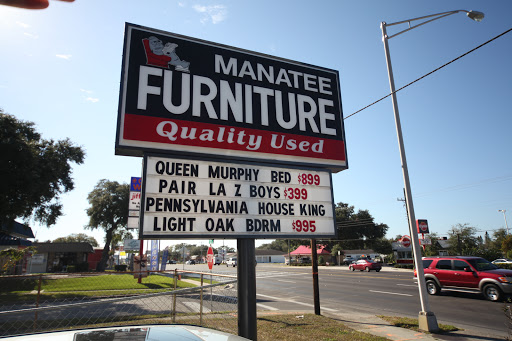 MANATEE
FURNITURE
Quality Used
QUEEN MURPHY BED $899
PAIR LA Z BOYS $399
PENNSYLVANIA HOUSE KING
LIGHT OAK BDRM $995